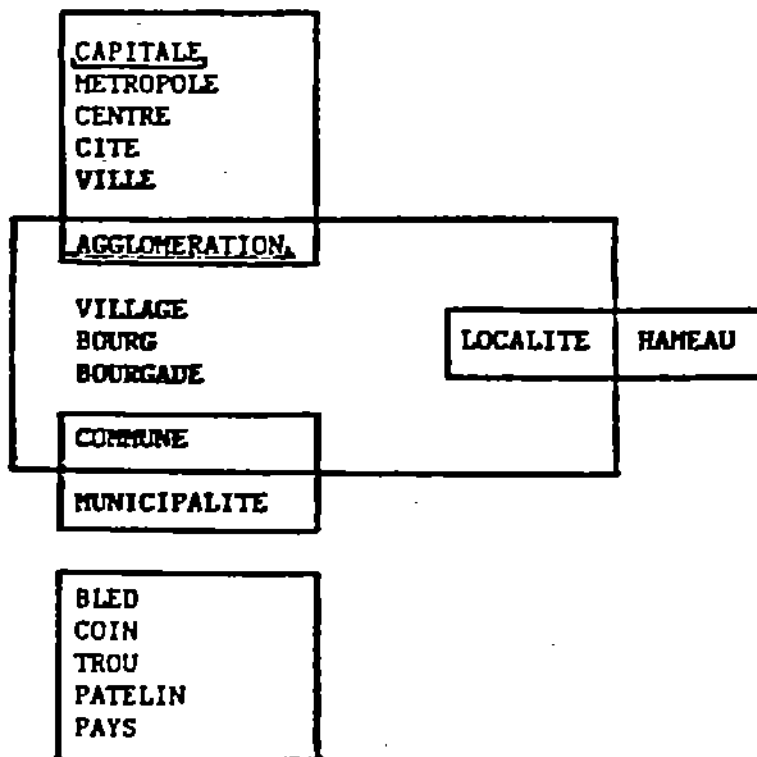 CAPITALE
METROPOLE
CENTRE
CITE
VILLE
AGGLOMERATION
VILLAGE
BOURG
BOURGADE
LOCALITE HAMEAU
COMMUNE
MUNICIPALITE
BLED
COIN
TROU
PATELIN
PAYS